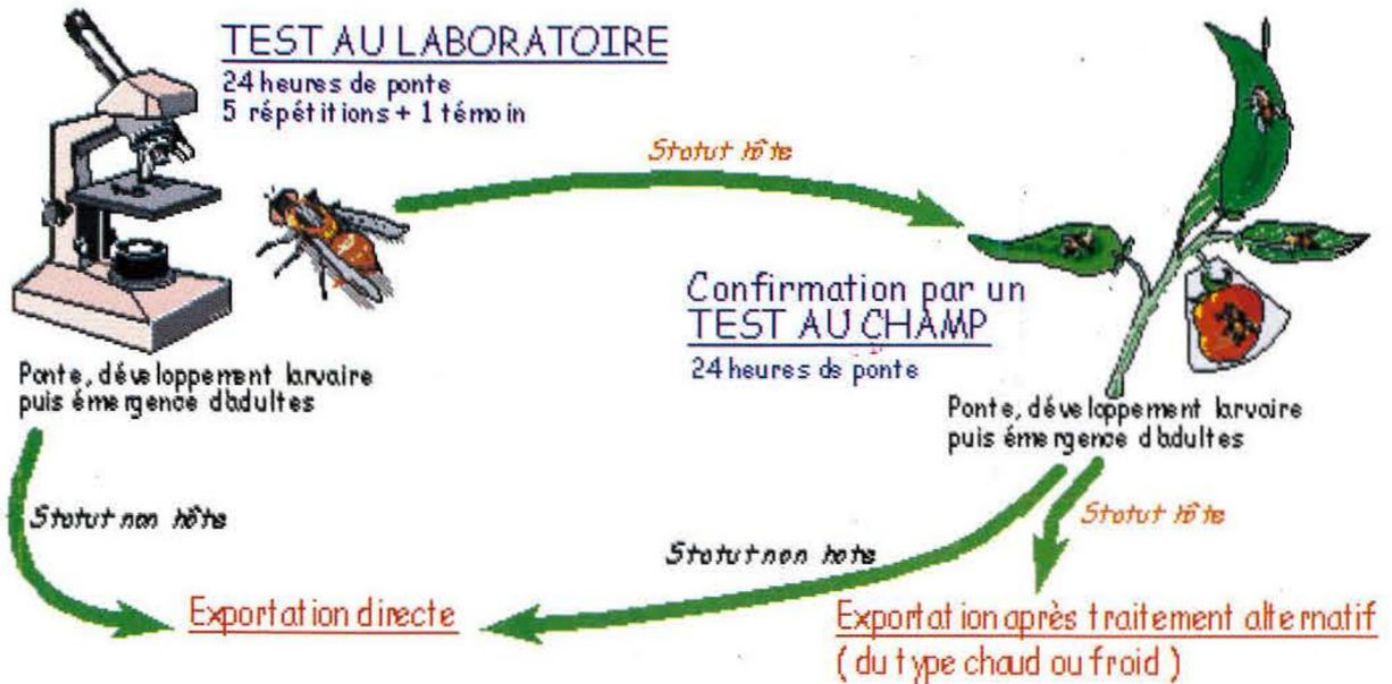 TEST AU LABORATOIRE
24 heures de ponte
5 répétitions + 1 témoin
Statut hôte
Confirmation par un
TEST AU CHAMP
24 heures de ponte
Ponte, développement larvaire
puis émergence d'adultes
Ponte, développement larvaire
puis émergence d'adultes
Statut non hôte
Statut non hote
Statut hôte
Exportation directe
Exportation après traitement alternatif
( du type chaud ou froid )